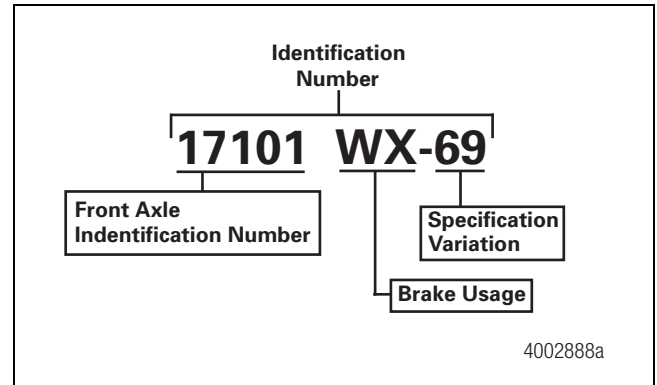 Identification
Number
17101 WX-69
Front Axle
Indentification Number
Specification
Variation
Brake Usage
4002888a